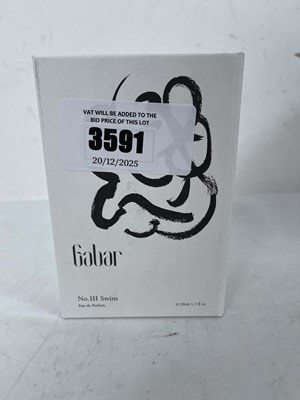 VAT WILL BE ADDED TO THE
BID PRICE OF THIS LOT
3591
20/12/2025
Gabar
No.III Swim
Eau de Parfum